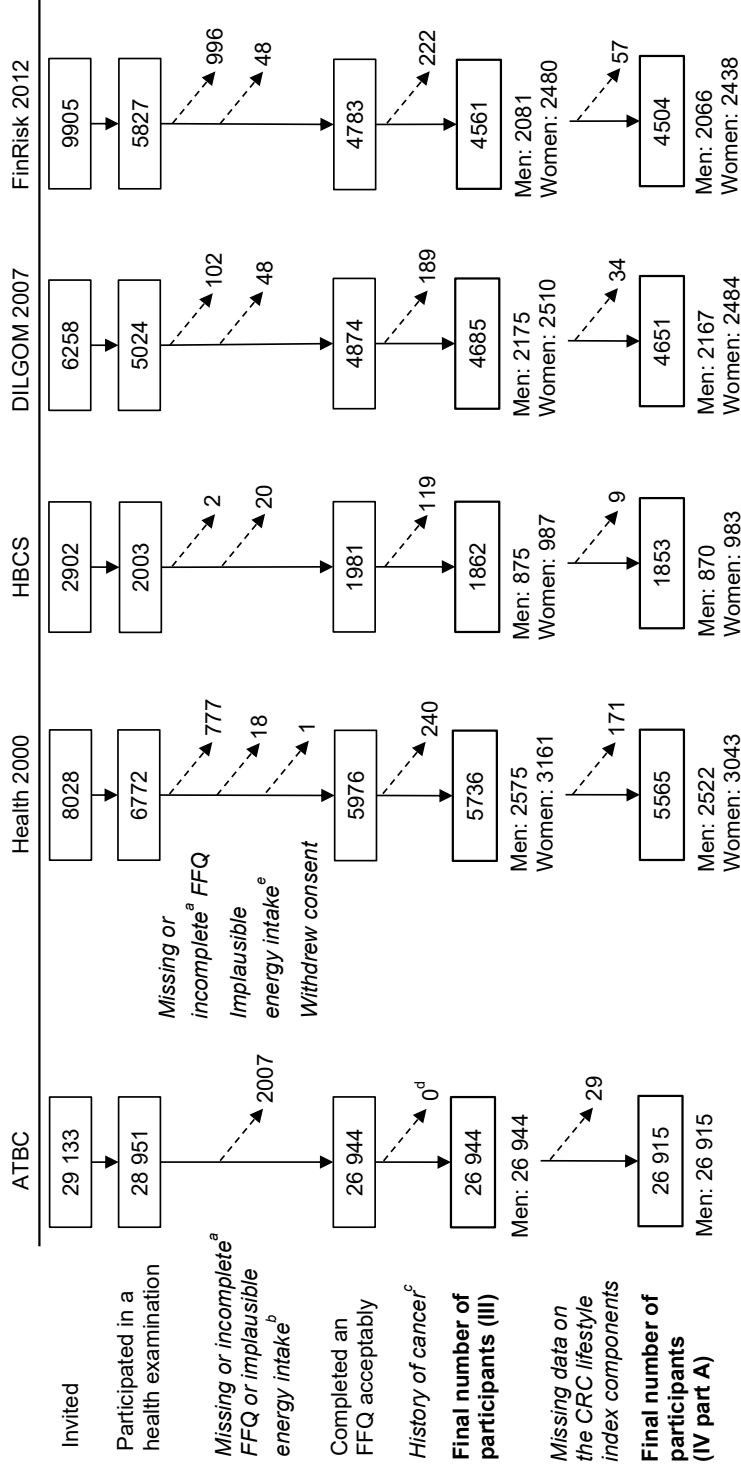 ATBC Health 2000 HBCS DILGOM 2007 FinRisk 2012
Invited 29 133 8028 2902 6258 9905
Participated in a
health examination 28 951 6772 2003 5024 5827
Missing or incompleteᵃ
FFQ or implausible
energy intakeᵇ 2007
Missing or
incompleteᵃ FFQ 777 2 102 996
Implausible
energy intakeᵉ 18 20 48 48
Withdrew consent 1
Completed an
FFQ acceptably 26 944 5976 1981 4874 4783
History of cancerᶜ 0ᵈ 240 119 189 222
Final number of
participants (III) 26 944 5736 1862 4685 4561
Men: 26 944 Men: 2575 Men: 875 Men: 2175 Men: 2081
Women: 3161 Women: 987 Women: 2510 Women: 2480
Missing data on
the CRC lifestyle
index components 29 171 9 34 57
Final number of
participants
(IV part A) 26 915 5565 1853 4651 4504
Men: 26 915 Men: 2522 Men: 870 Men: 2167 Men: 2066
Women: 3043 Women: 983 Women: 2484 Women: 2438